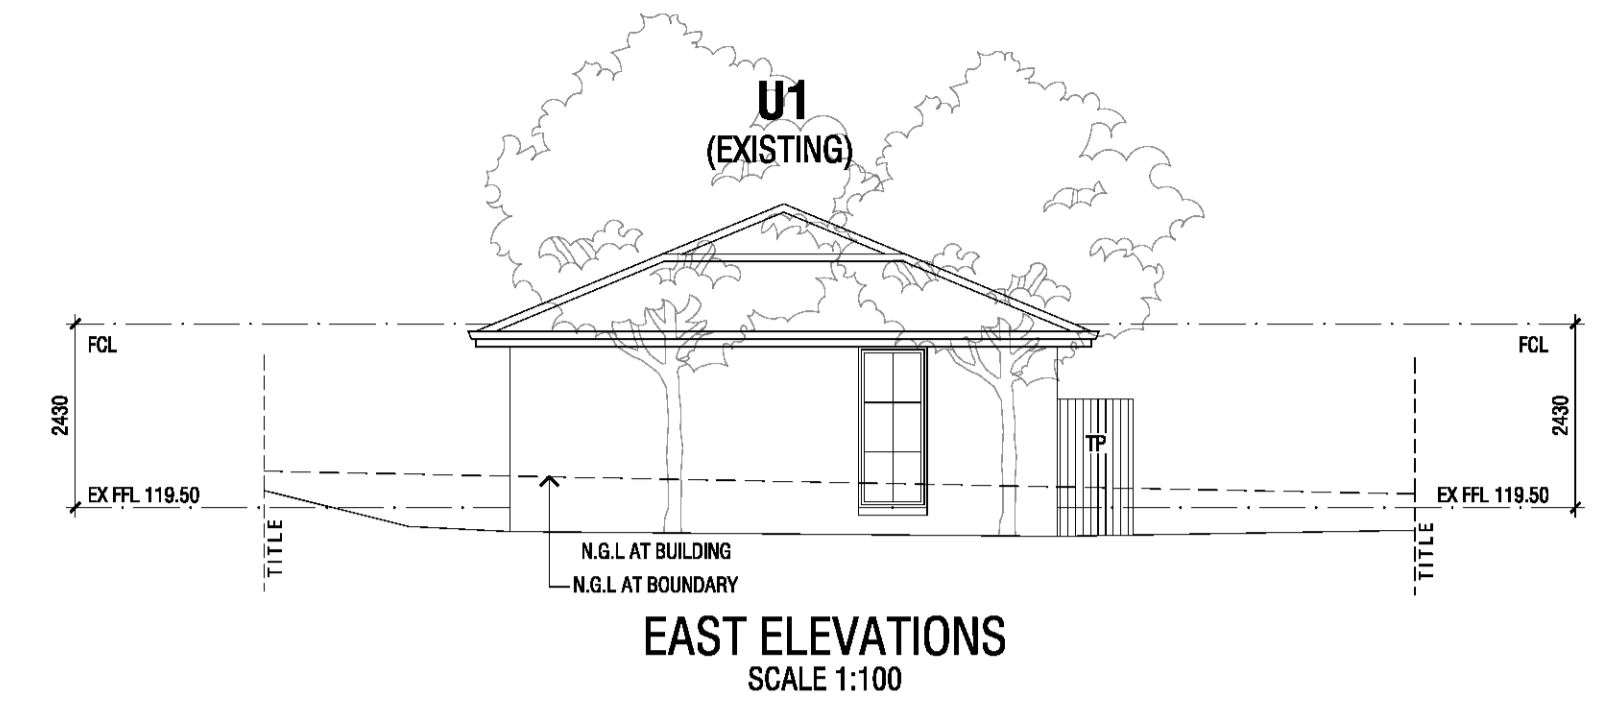 U1
(EXISTING)
FCL
FCL
2430
2430
TP
EX FFL 119.50
EX FFL 119.50
TITLE
TITLE
N.G.L AT BUILDING
N.G.L AT BOUNDARY
EAST ELEVATIONS
SCALE 1:100